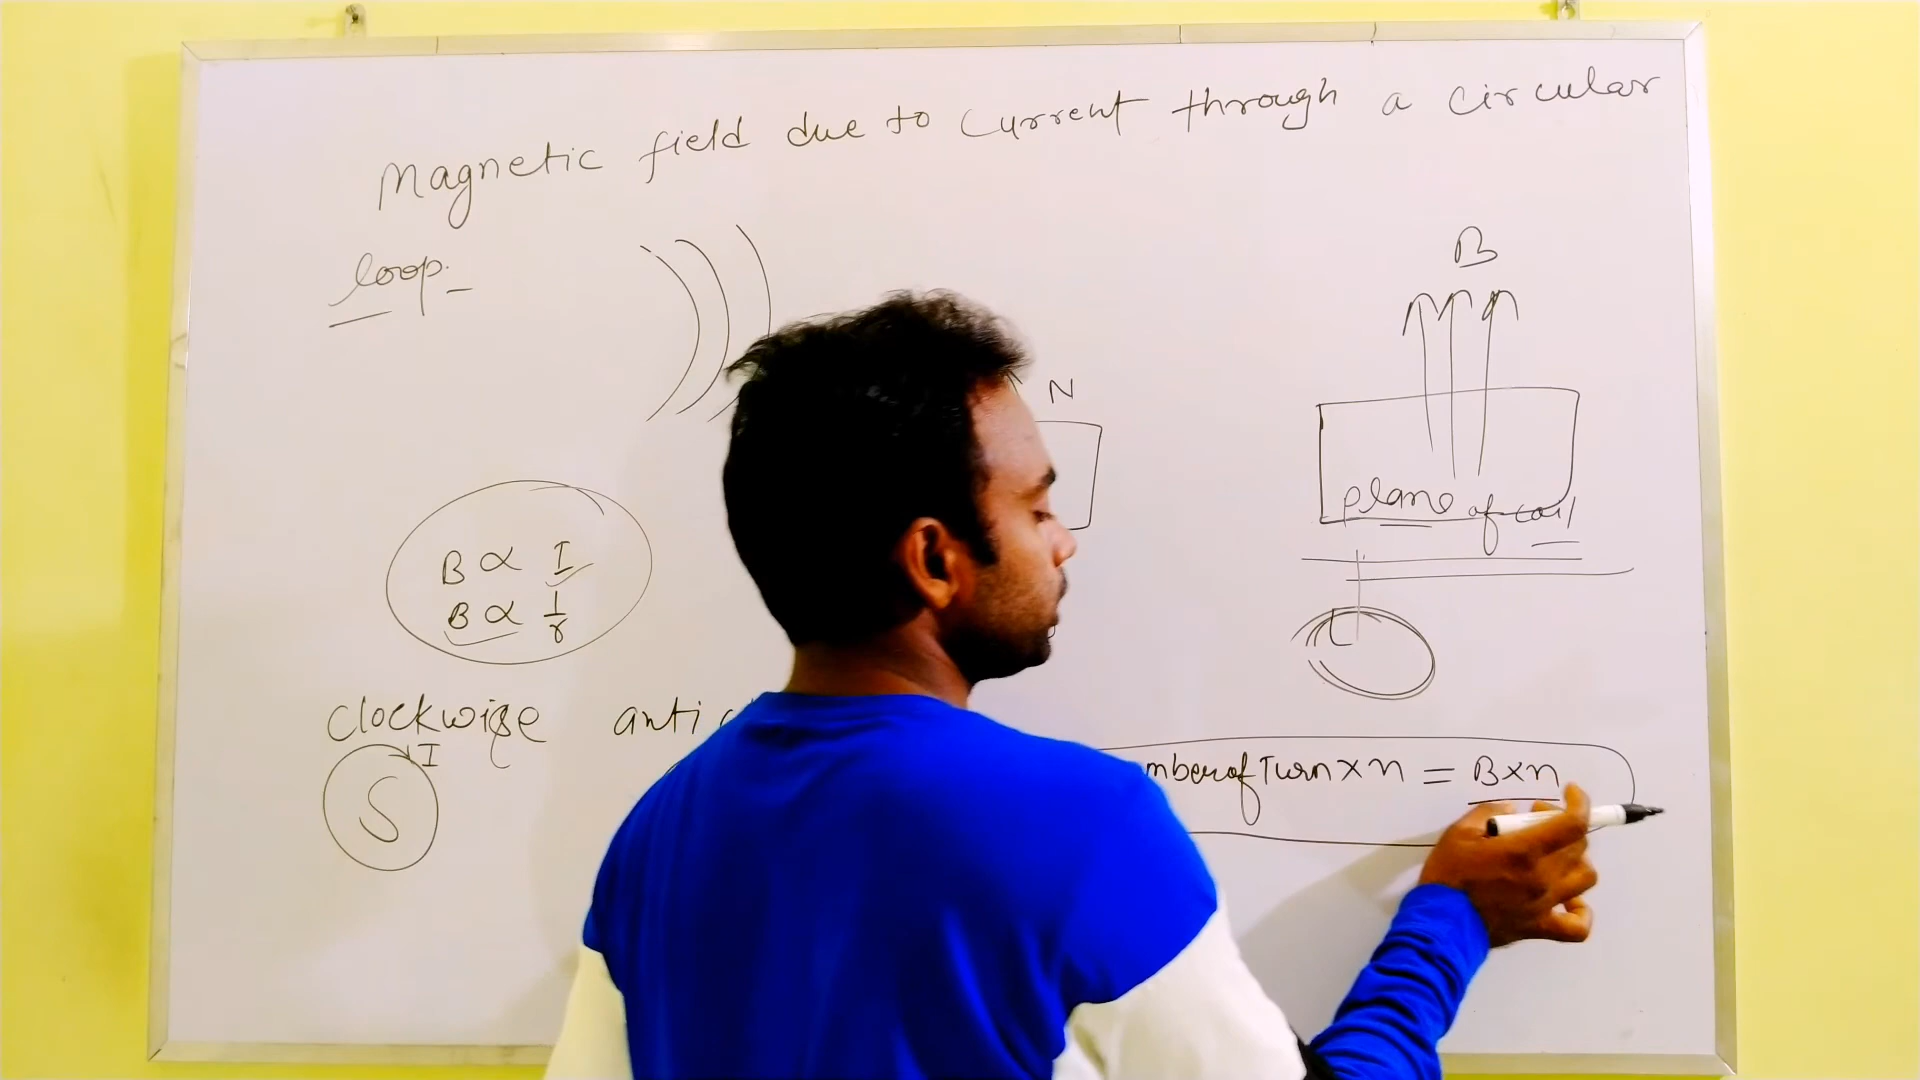 Magnetic field due to current through a circular
loop.
B
N
plane of coil
B ∝ I
B ∝ 1/r
clockwise anti
I
S
mber of Turn × n = B × n